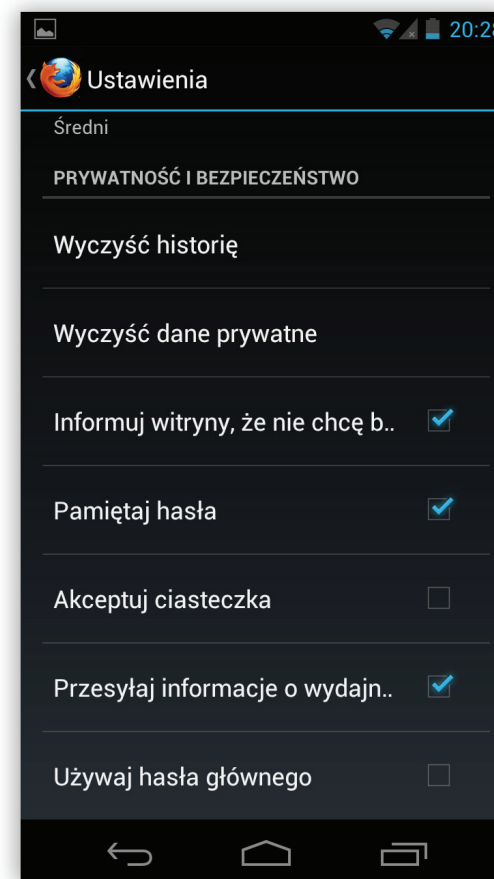 20:28
Ustawienia
Średni
PRYWATNOŚĆ I BEZPIECZEŃSTWO
Wyczyść historię
Wyczyść dane prywatne
Informuj witryny, że nie chcę b..
Pamiętaj hasła
Akceptuj ciasteczka
Przesyłaj informacje o wydajn..
Używaj hasła głównego